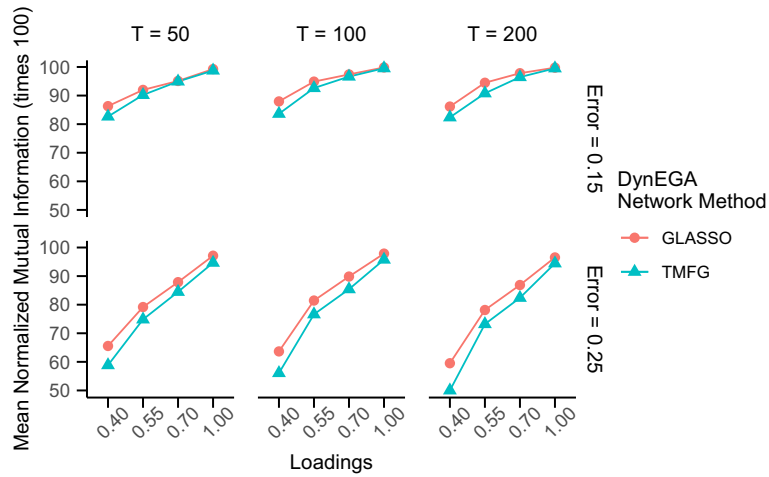 T = 50
T = 100
T = 200
Mean Normalized Mutual Information (times 100)
100
90
80
70
60
50
Error = 0.15
100
90
80
70
60
50
Error = 0.25
0.40
0.55
0.70
1.00
0.40
0.55
0.70
1.00
0.40
0.55
0.70
1.00
Loadings
DynEGA
Network Method
GLASSO
TMFG